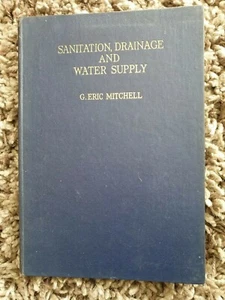 SANITATION, DRAINAGE
AND
WATER SUPPLY
G. ERIC MITCHELL